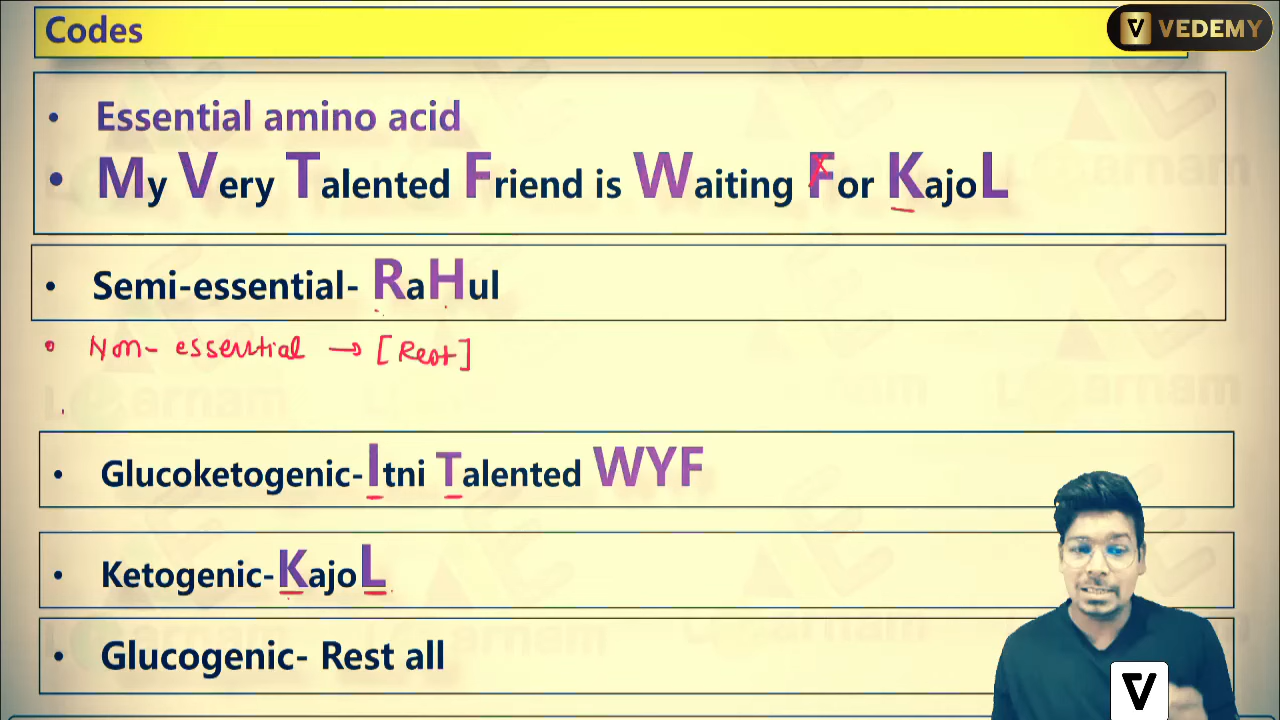 Codes
VEDEMY
• Essential amino acid
• My Very Talented Friend is Waiting For KajoL
• Semi-essential- RaHul
• Non-essential → [Rest]
• Glucoketogenic-Itni Talented WYF
• Ketogenic-KajoL
• Glucogenic- Rest all